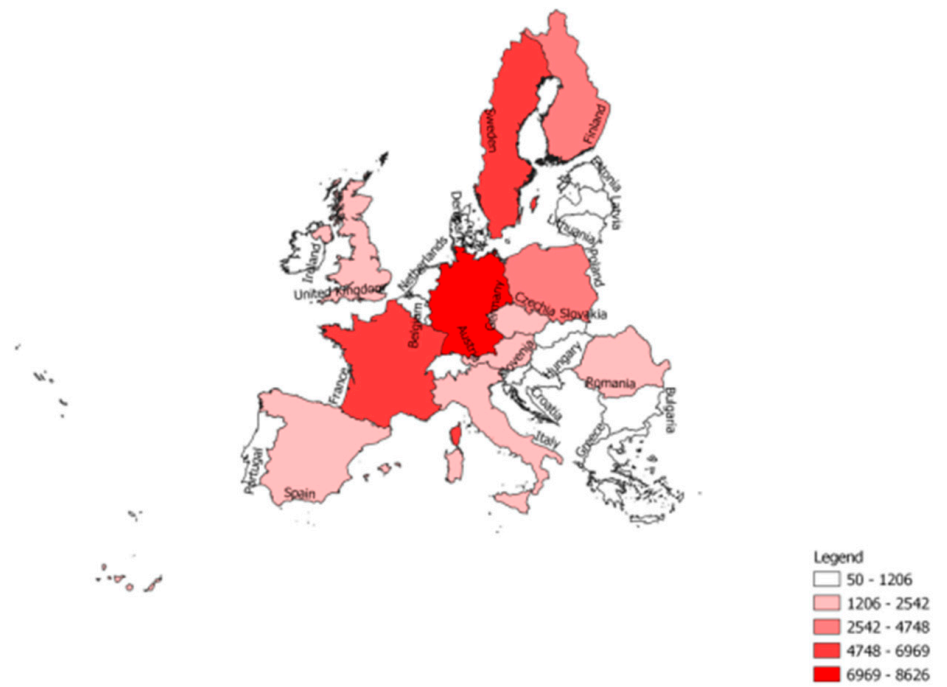 Sweden
Finland
Estonia
Latvia
Lithuania
Denmark
Ireland
United Kingdom
Netherlands
Belgium
Germany
Poland
Czechia
Slovakia
Austria
Slovenia
Hungary
France
Croatia
Romania
Bulgaria
Italy
Greece
Portugal
Spain
Legend
50 - 1206
1206 - 2542
2542 - 4748
4748 - 6969
6969 - 8626